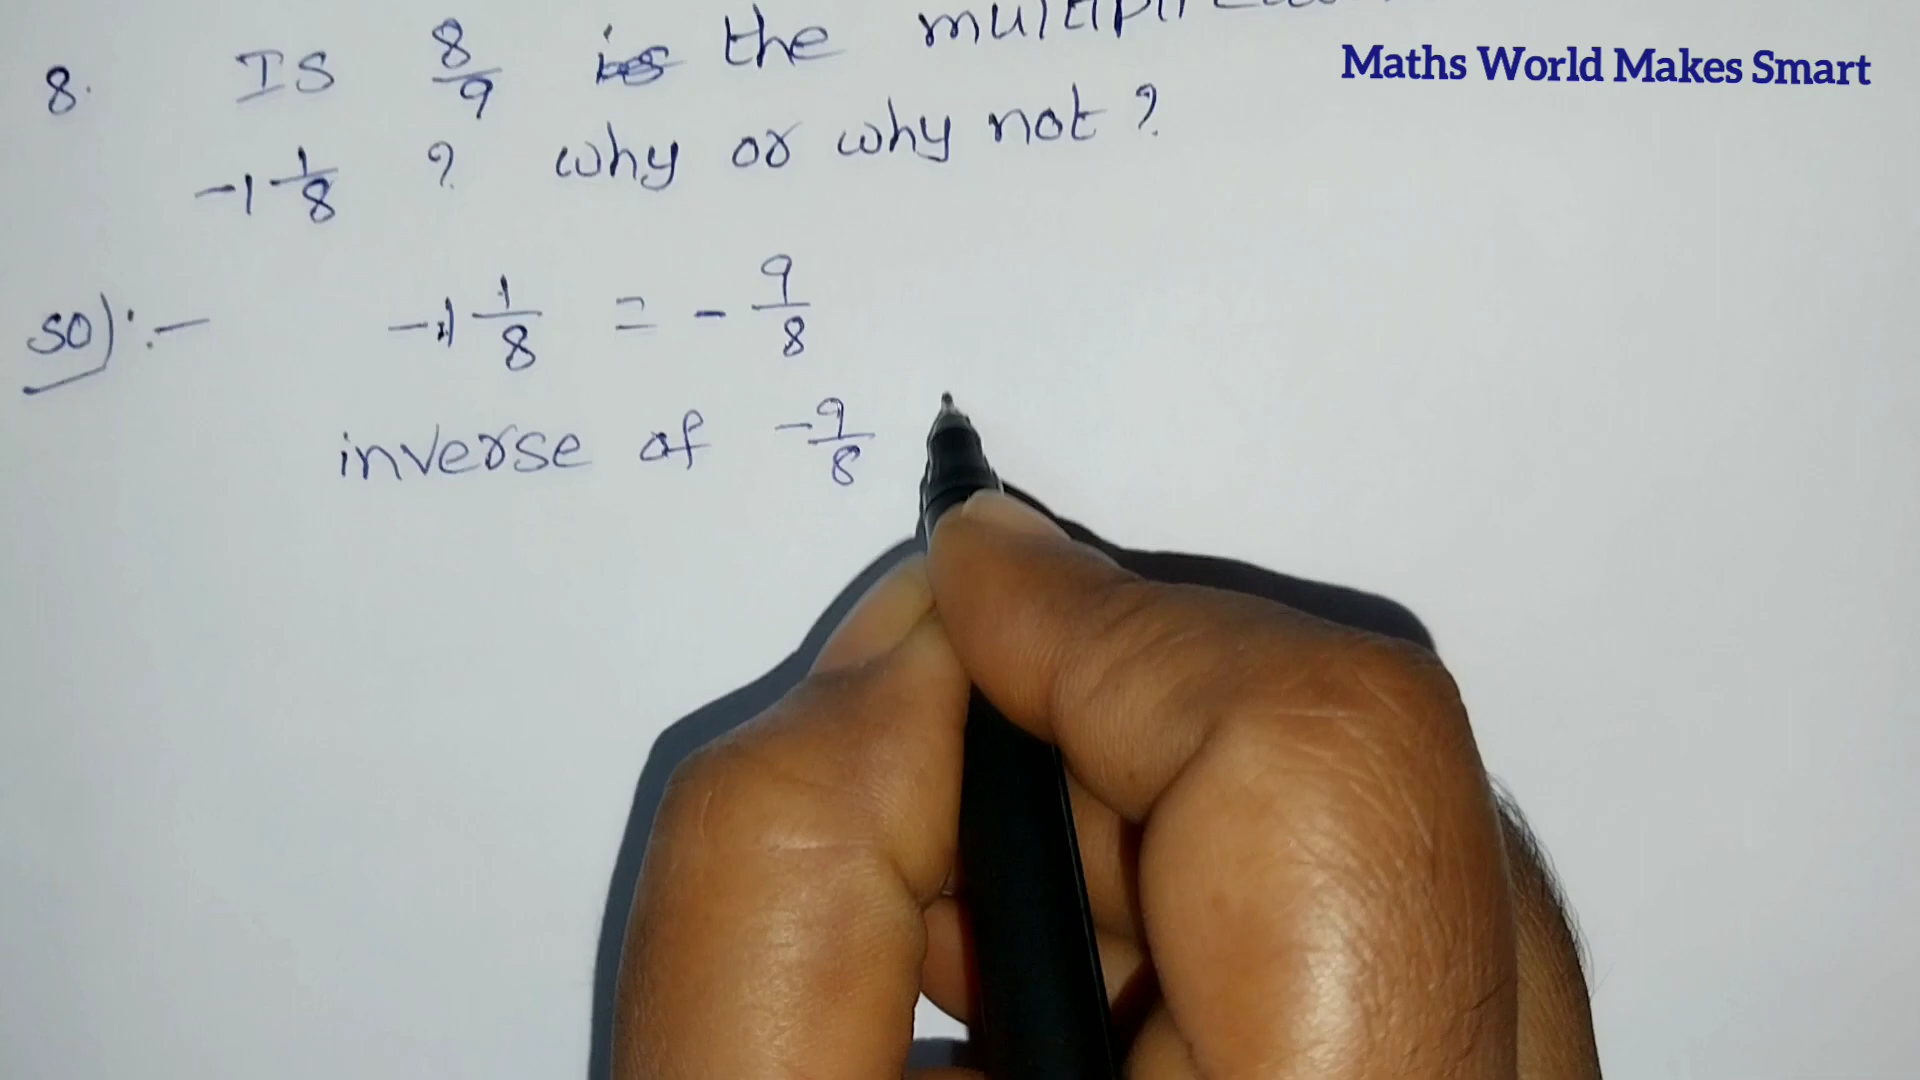 8. Is 8/9 the
Maths World Makes Smart
-1 1/8 ? why or why not ?
Sol:- -1 1/8 = - 9/8
inverse of -9/8